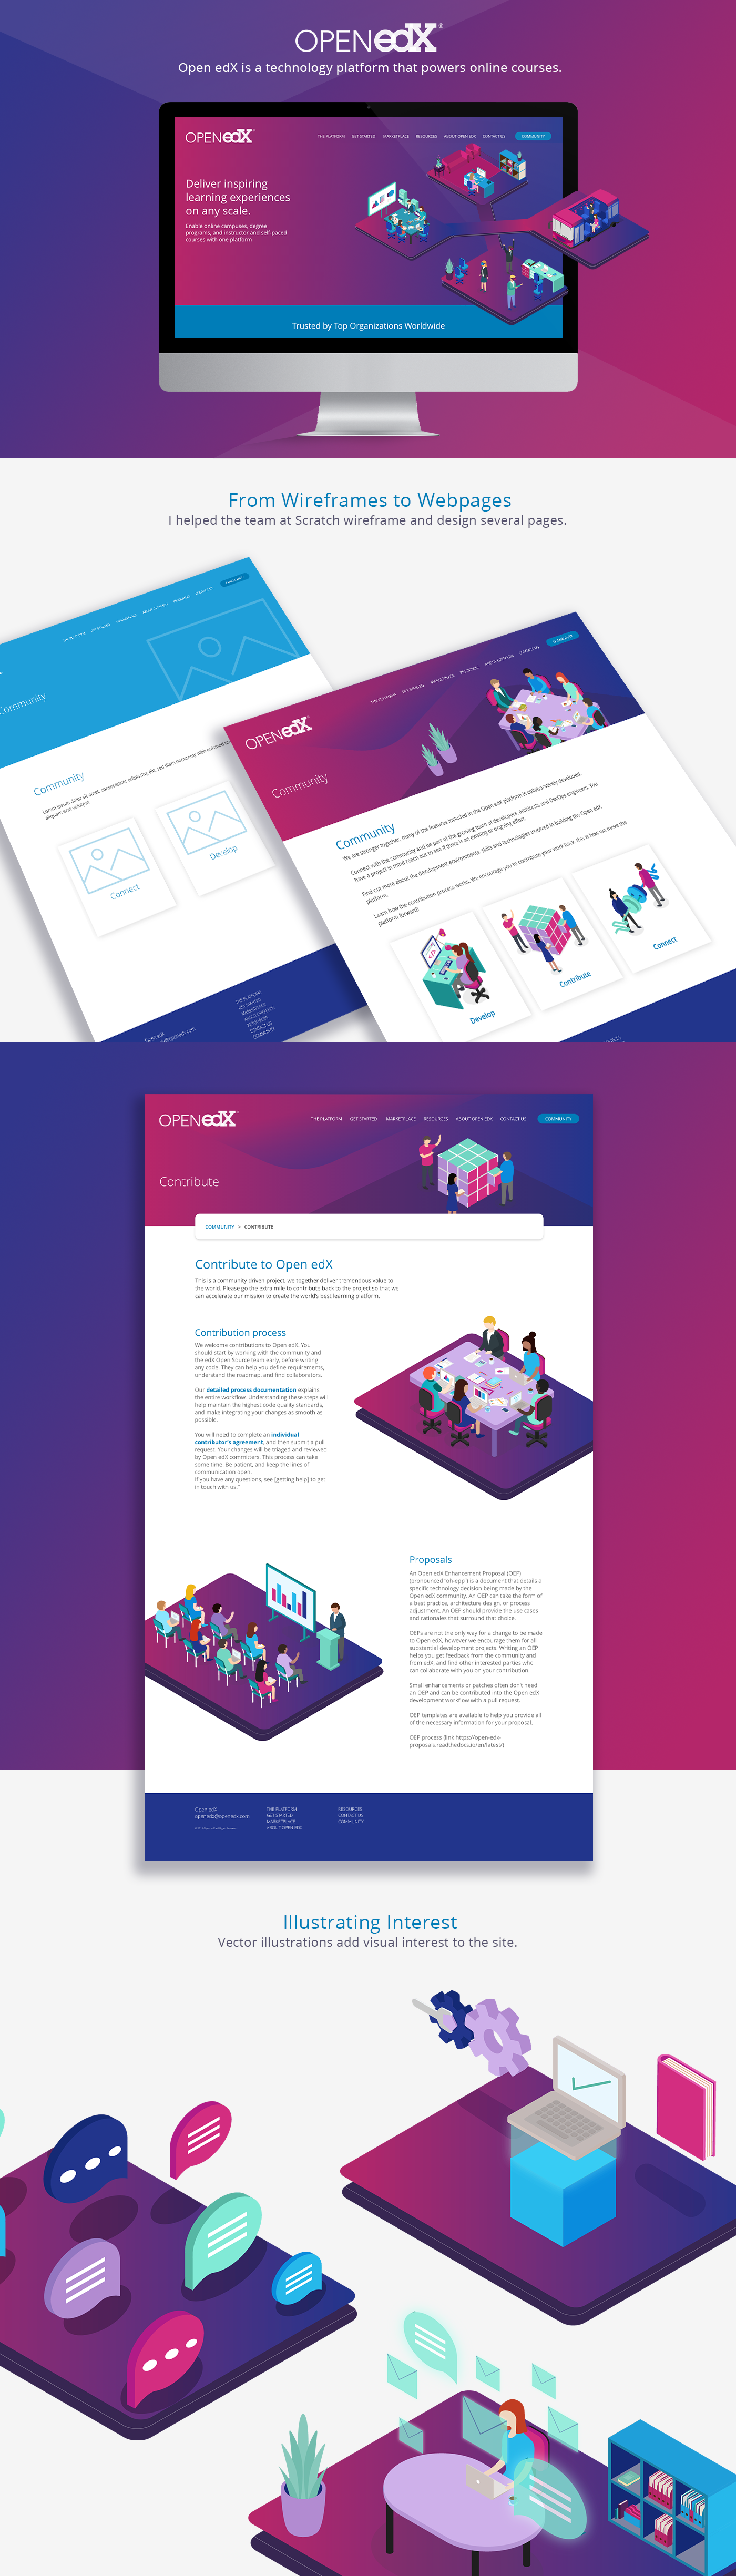 OPENedX®
Open edX is a technology platform that powers online courses.
OPENedX®
THE PLATFORM GET STARTED MARKETPLACE RESOURCES ABOUT OPEN EDX CONTACT US COMMUNITY
Deliver inspiring
learning experiences
on any scale.
Enable online campuses, degree
programs, and instructor and self-paced
courses with one platform
Trusted by Top Organizations Worldwide
From Wireframes to Webpages
I helped the team at Scratch wireframe and design several pages.
THE PLATFORM GET STARTED MARKETPLACE ABOUT OPEN EDX RESOURCES CONTACT US COMMUNITY
Community
Community
Lorem ipsum dolor sit amet, consectetuer adipiscing elit, sed diam nonummy nibh euismod
aliquam erat volutpat
Connect
Develop
Open edX
THE PLATFORM
GET STARTED
MARKETPLACE
ABOUT OPEN EDX
RESOURCES
CONTACT US
COMMUNITY
OPENedX®
THE PLATFORM GET STARTED MARKETPLACE RESOURCES ABOUT OPEN EDX CONTACT US COMMUNITY
Community
Community
We are stronger together, many of the features included in the Open edX platform is collaboratively developed.
Connect with the community and be part of the growing team of developers, architects and DevOps engineers. You
have a project in mind reach out to see if there is an existing or ongoing effort.
Find out more about the development environments, skills and technologies involved in building the Open edX
platform.
Learn how the contribution process works. We encourage you to contribute your work back, this is how we move the
platform forward!
Develop
Contribute
Connect
OPENedX®
THE PLATFORM GET STARTED MARKETPLACE RESOURCES ABOUT OPEN EDX CONTACT US COMMUNITY
Contribute
COMMUNITY > CONTRIBUTE
Contribute to Open edX
This is a community driven project, we together deliver tremendous value to
the world. Please go the extra mile to contribute back to the project so that we
can accelerate our mission to create the world's best learning platform.
Contribution process
We welcome contributions to Open edX. You
should start by working with the community and
the edX Open Source team early, before writing
any code. They can help you define requirements,
understand the roadmap, and find collaborators.
Our detailed process documentation explains
the entire workflow. Understanding these steps will
help maintain the highest code quality standards,
and make integrating your changes as smooth as
possible.
You will need to complete an individual
contributor's agreement, and then submit a pull
request. Your changes will be triaged and reviewed
by Open edX committers. This process can take
some time. Be patient, and keep the lines of
communication open.
If you have any questions, see [getting help] to get
in touch with us."
Proposals
An Open edX Enhancement Proposal (OEP)
(pronounced "oh-epp") is a document that details a
specific technology decision being made by the
Open edX community. An OEP can take the form of
a best practice, architecture design, or process
adjustment. An OEP should provide the use cases
and rationales that surround that choice.
OEPs are not the only way for a change to be made
to Open edX, however we encourage them for all
substantial development projects. Writing an OEP
helps you get feedback from the community and
from edX, and find other interested parties who
can collaborate with you on your contribution.
Small enhancements or patches often don't need
an OEP and can be contributed into the Open edX
development workflow with a pull request.
OEP templates are available to help you provide all
of the necessary information for your proposal.
OEP process (link https://open-edx-
proposals.readthedocs.io/en/latest/)
Open edX
openedx@openedx.com
THE PLATFORM
GET STARTED
MARKETPLACE
ABOUT OPEN EDX
RESOURCES
CONTACT US
COMMUNITY
Illustrating Interest
Vector illustrations add visual interest to the site.